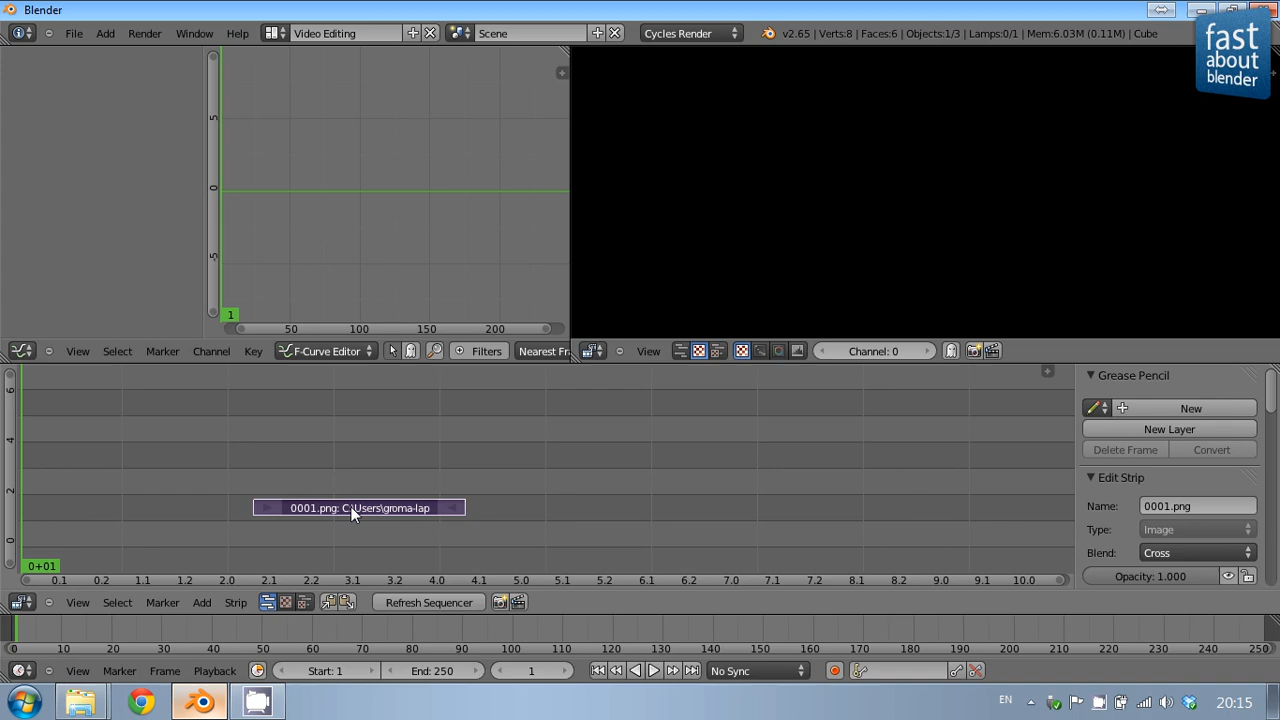 Blender
fast
about
blender
File Add Render Window Help Video Editing Scene Cycles Render v2.65 | Verts:8 | Faces:6 | Objects:1/3 | Lamps:0/1 | Mem:6.03M (0.11M) | Cube
5
0
-5
1
50 100 150 200
View Select Marker Channel Key F-Curve Editor Filters Nearest Fr
View Channel: 0
6
4
2
0
0001.png: C:\Users\groma-lap
0+01
0.1 0.2 1.1 1.2 2.0 2.1 2.2 3.1 3.2 4.0 4.1 5.1 5.2 6.1 6.2 7.0 7.1 7.2 8.1 8.2 9.0 9.1 10.0
Grease Pencil
New
New Layer
Delete Frame Convert
Edit Strip
Name: 0001.png
Type: Image
Blend: Cross
Opacity: 1.000
View Select Marker Add Strip Refresh Sequencer
0 10 20 30 40 50 60 70 80 90 100 110 120 130 140 150 160 170 180 190 200 210 220 230 240 250
View Marker Frame Playback Start: 1 End: 250 1 No Sync
EN 20:15